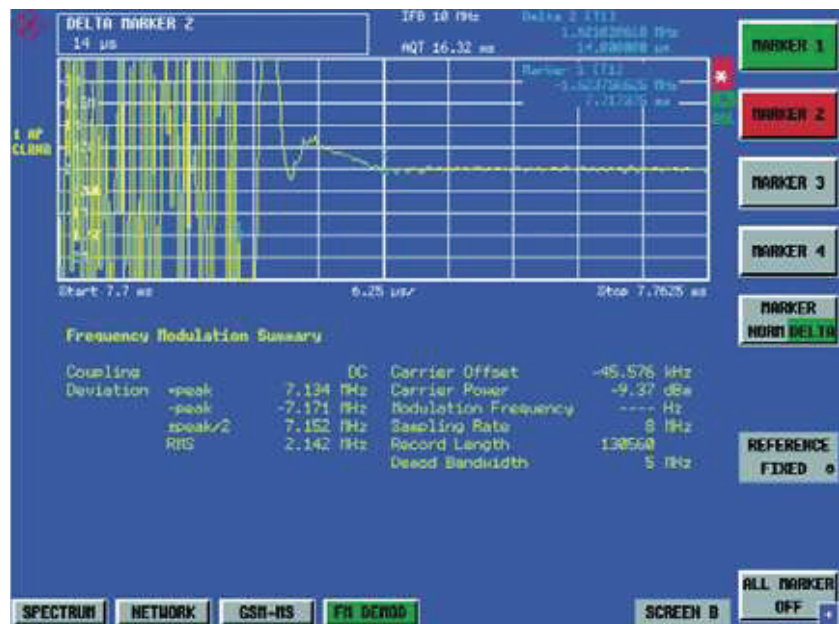 DELTA MARKER 2
14 µs
IFB 10 MHz
AQT 16.32 ms
Delta 2 (T1)
Marker 1 (T1)
1 AP
CLRWR
Start 7.7 ms
6.25 µs/
Stop 7.7625 ms
Frequency Modulation Summary
Coupling DC
Deviation +peak 7.134 MHz
-peak -7.171 MHz
±peak/2 7.152 MHz
RMS 2.142 MHz
Carrier Offset -45.576 kHz
Carrier Power -9.37 dBm
Modulation Frequency ---- Hz
Sampling Rate 8 MHz
Record Length 130560
Demod Bandwidth 5 MHz
MARKER 1
MARKER 2
MARKER 3
MARKER 4
MARKER
NORM DELTA
REFERENCE
FIXED
ALL MARKER
OFF
SPECTRUM
NETWORK
GSM-MS
FM DEMOD
SCREEN B